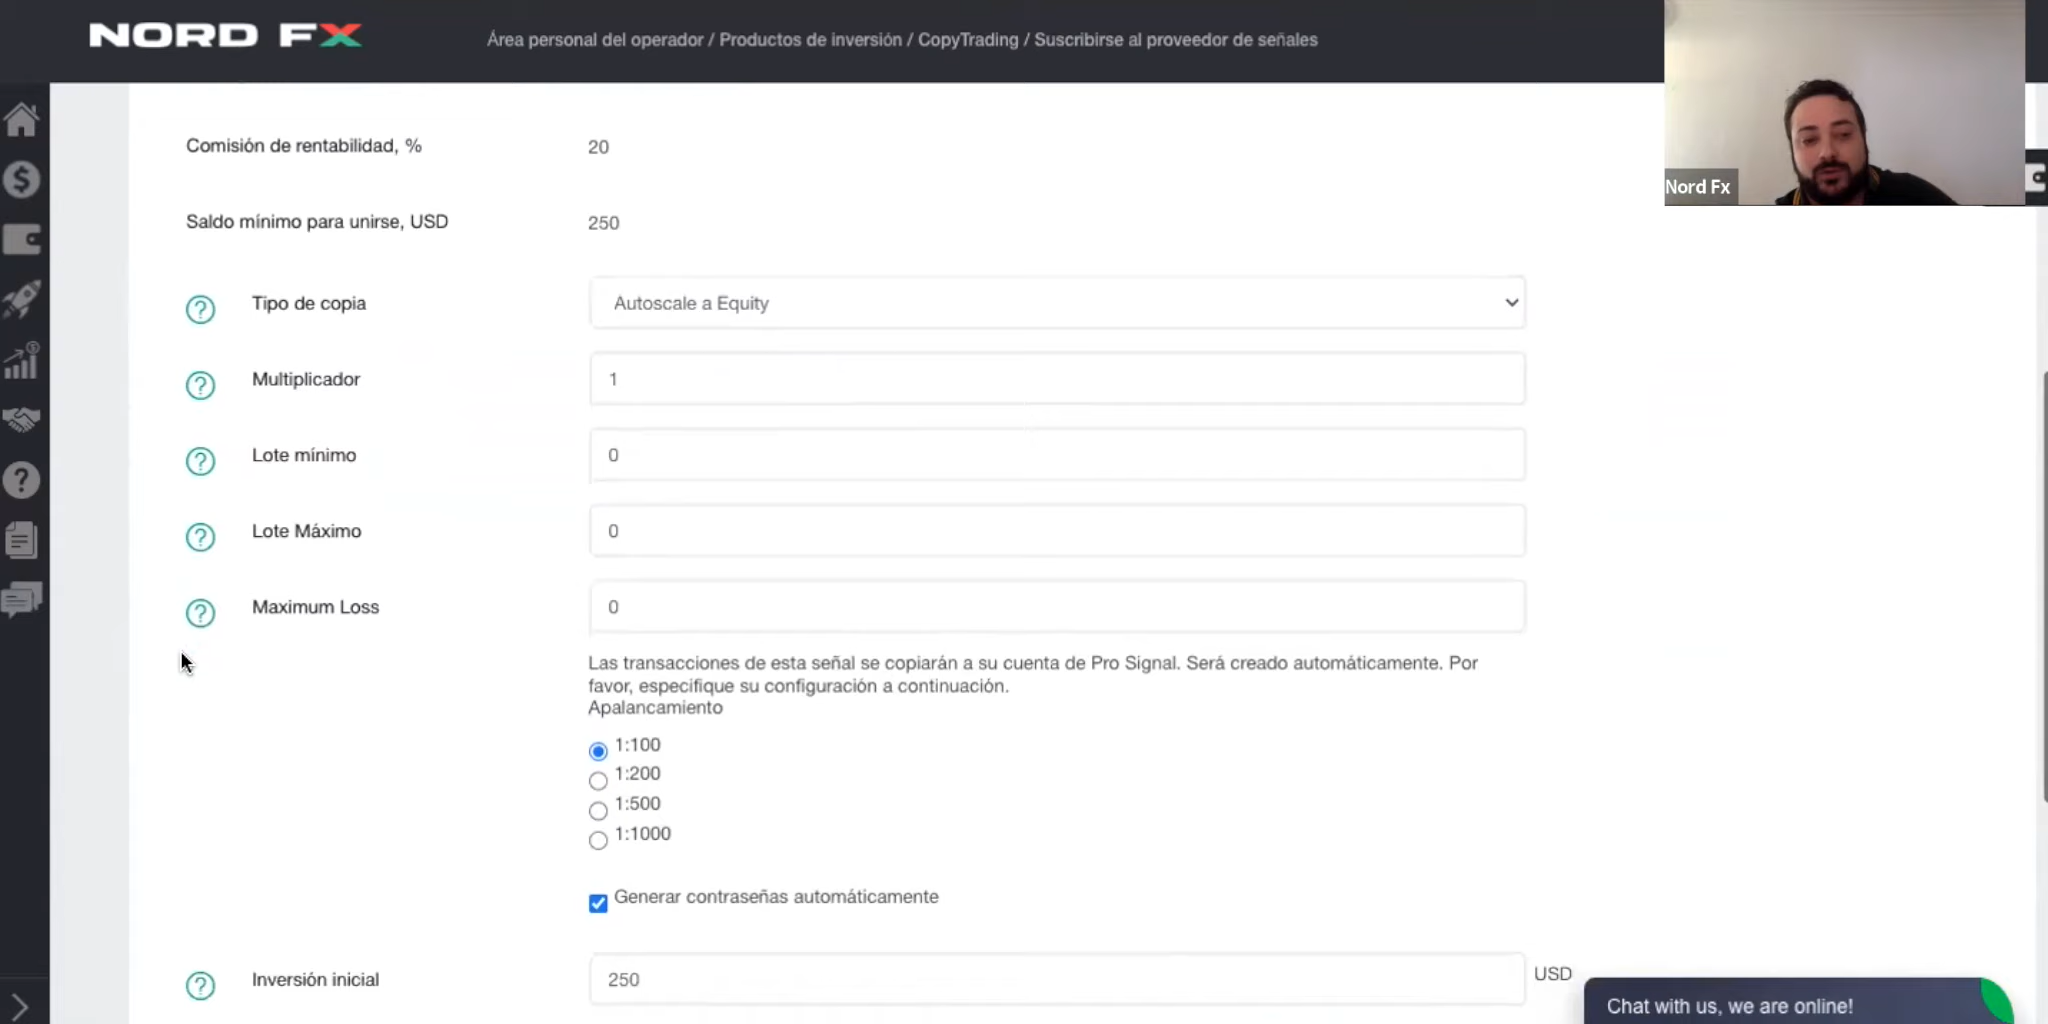 NORD FX
Área personal del operador / Productos de inversión / CopyTrading / Suscribirse al proveedor de señales
Nord Fx
Comisión de rentabilidad, %
20
Saldo mínimo para unirse, USD
250
Tipo de copia
Autoscale a Equity
Multiplicador
1
Lote mínimo
0
Lote Máximo
0
Maximum Loss
0
Las transacciones de esta señal se copiarán a su cuenta de Pro Signal. Será creado automáticamente. Por
favor, especifique su configuración a continuación.
Apalancamiento
1:100
1:200
1:500
1:1000
Generar contraseñas automáticamente
Inversión inicial
250
USD
Chat with us, we are online!